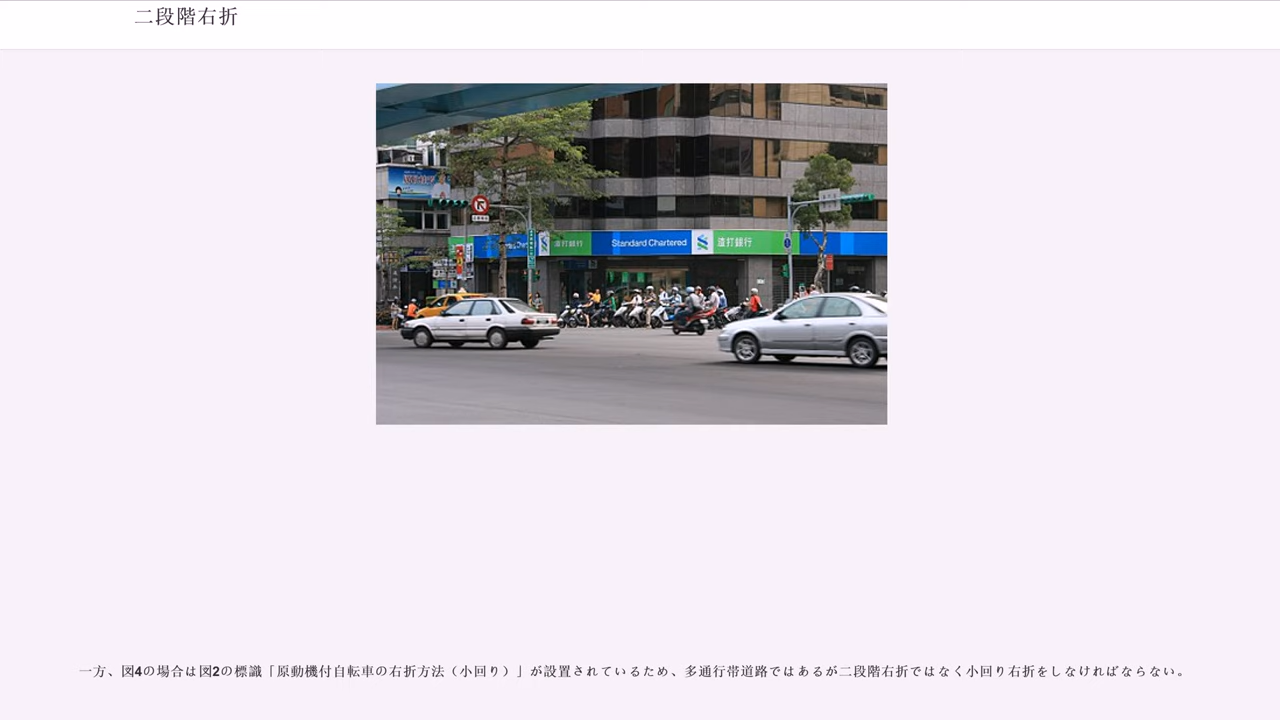 二段階右折
Standard Chartered
渣打銀行
渣打銀行
一方、図4の場合は図2の標識「原動機付自転車の右折方法（小回り）」が設置されているため、多通行帯道路ではあるが二段階右折ではなく小回り右折をしなければならない。